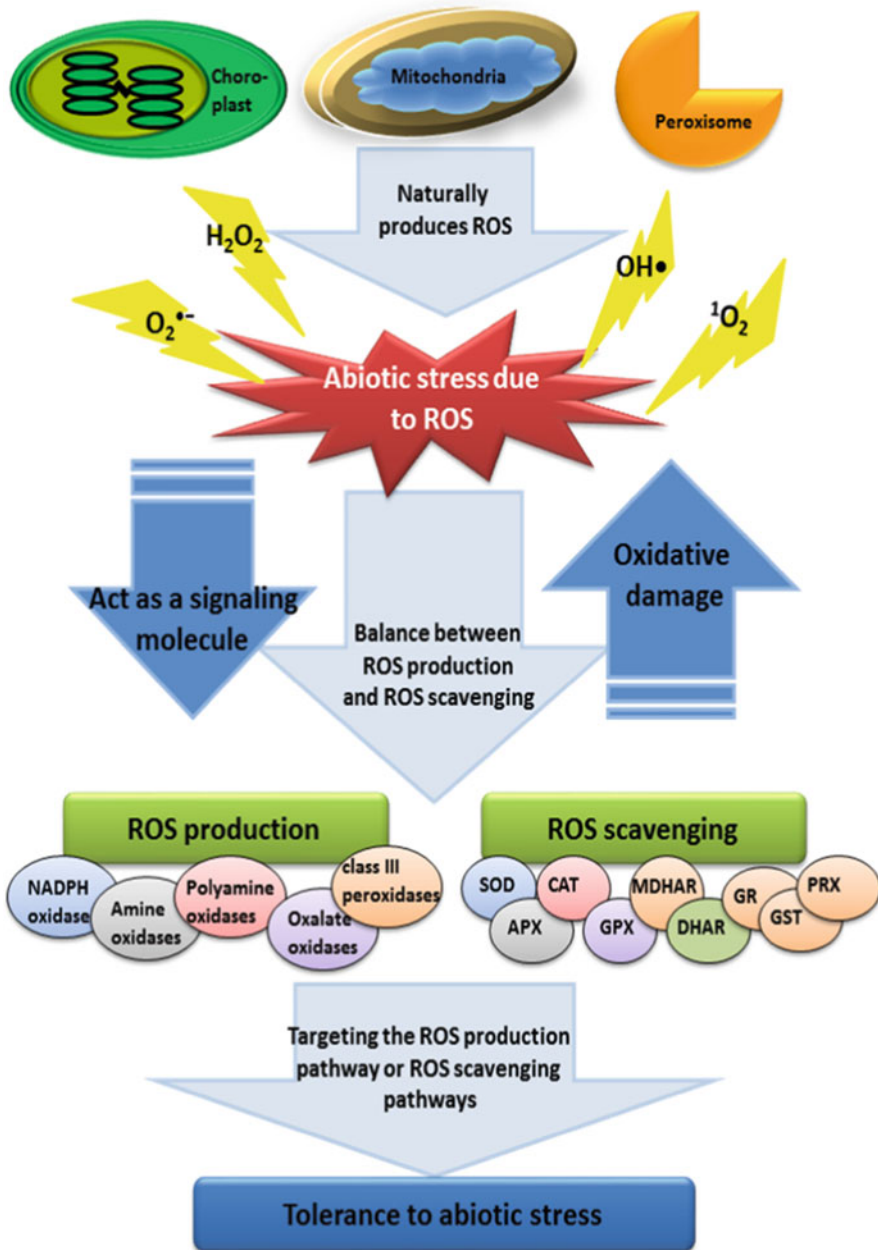 Choro-
plast
Mitochondria
Peroxisome
Naturally
produces ROS
H₂O₂
O₂•−
OH•
¹O₂
Abiotic stress due
to ROS
Act as a signaling
molecule
Balance between
ROS production
and ROS scavenging
Oxidative
damage
ROS production
NADPH
oxidase
Amine
oxidases
Polyamine
oxidases
Oxalate
oxidases
class III
peroxidases
ROS scavenging
SOD
APX
CAT
GPX
MDHAR
DHAR
GR
GST
PRX
Targeting the ROS production
pathway or ROS scavenging
pathways
Tolerance to abiotic stress